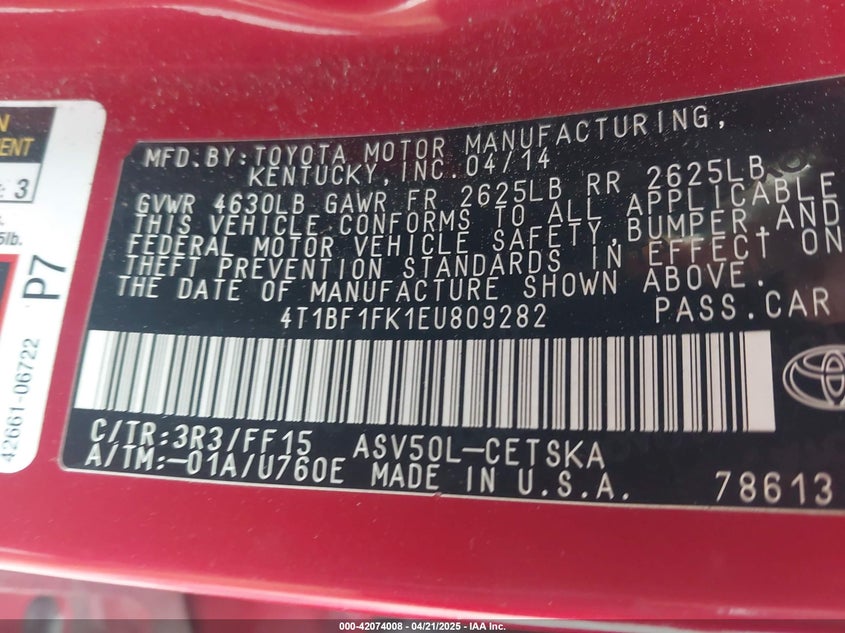 MFD.BY:TOYOTA MOTOR MANUFACTURING,
KENTUCKY, INC. 04/14
GVWR 4630LB GAWR FR 2625LB RR 2625LB
THIS VEHICLE CONFORMS TO ALL APPLICABLE
FEDERAL MOTOR VEHICLE SAFETY, BUMPER, AND
THEFT PREVENTION STANDARDS IN EFFECT ON
THE DATE OF MANUFACTURE SHOWN ABOVE.
4T1BF1FK1EU809282 PASS.CAR
C/TR:3R3/FF15 ASV50L-CETSKA
A/TM:-01A/U760E MADE IN U.S.A. 78613
: 3
lb.
P7
42661-06722
000-42074008 - 04/21/2025 - IAA Inc.